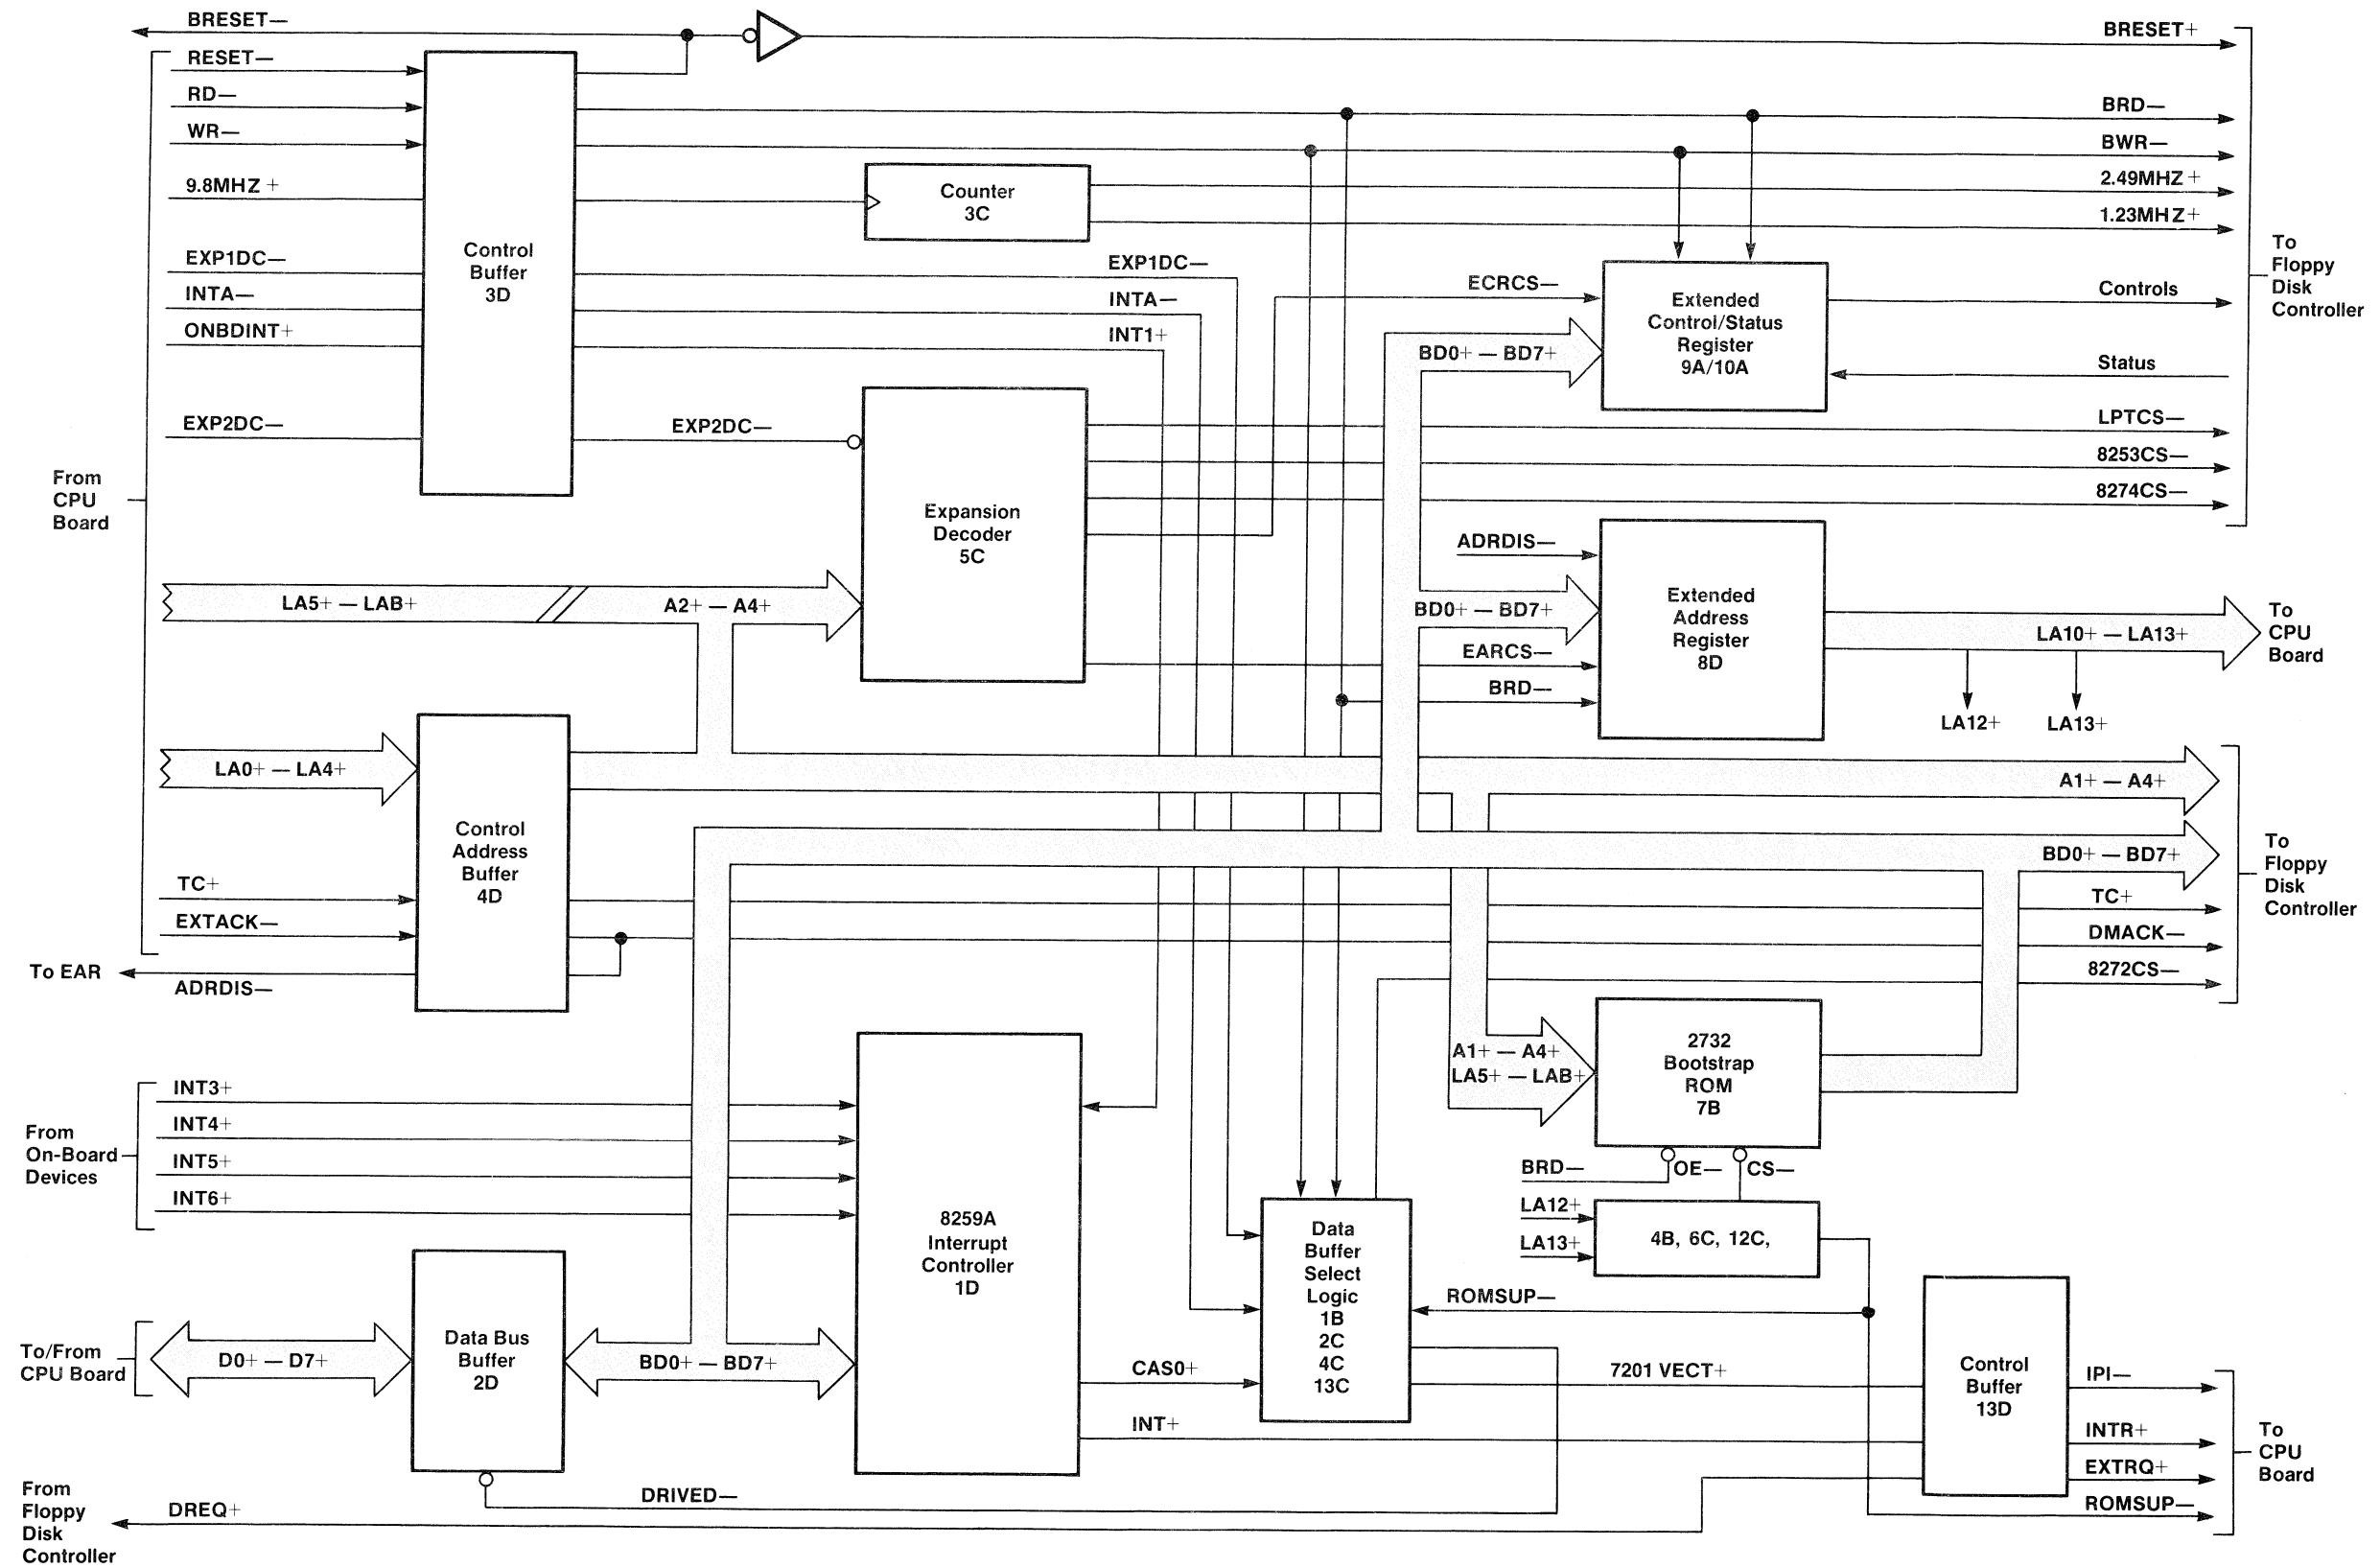 BRESET—
BRESET+
RESET—
RD—
BRD—
WR—
BWR—
9.8MHZ +
Counter
3C
2.49MHZ +
1.23MHZ+
Control
Buffer
3D
EXP1DC—
EXP1DC—
INTA—
INTA—
ONBDINT+
INT1+
ECRCS—
Extended
Control/Status
Register
9A/10A
BD0+ — BD7+
Controls
Status
To
Floppy
Disk
Controller
EXP2DC—
EXP2DC—
LPTCS—
8253CS—
8274CS—
From
CPU
Board
Expansion
Decoder
5C
ADRDIS—
LA5+ — LAB+
A2+ — A4+
BD0+ — BD7+
Extended
Address
Register
8D
EARCS—
BRD—
LA10+ — LA13+
To
CPU
Board
LA12+
LA13+
LA0+ — LA4+
A1+ — A4+
Control
Address
Buffer
4D
BD0+ — BD7+
To
Floppy
Disk
Controller
TC+
TC+
EXTACK—
DMACK—
To EAR
ADRDIS—
8272CS—
A1+ — A4+
LA5+ — LAB+
2732
Bootstrap
ROM
7B
INT3+
INT4+
INT5+
INT6+
From
On-Board
Devices
BRD—
OE—
CS—
LA12+
LA13+
4B, 6C, 12C,
8259A
Interrupt
Controller
1D
Data
Buffer
Select
Logic
1B
2C
4C
13C
ROMSUP—
To/From
CPU Board
D0+ — D7+
Data Bus
Buffer
2D
BD0+ — BD7+
CAS0+
7201 VECT+
INT+
Control
Buffer
13D
IPI—
INTR+
EXTRQ+
ROMSUP—
To
CPU
Board
DRIVED—
From
Floppy
Disk
Controller
DREQ+